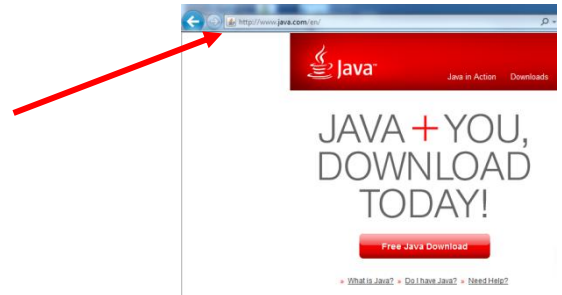 http://www.java.com/en/
Java
Java in Action Downloads
JAVA + YOU,
DOWNLOAD
TODAY!
Free Java Download
» What is Java? » Do I have Java? » Need Help?